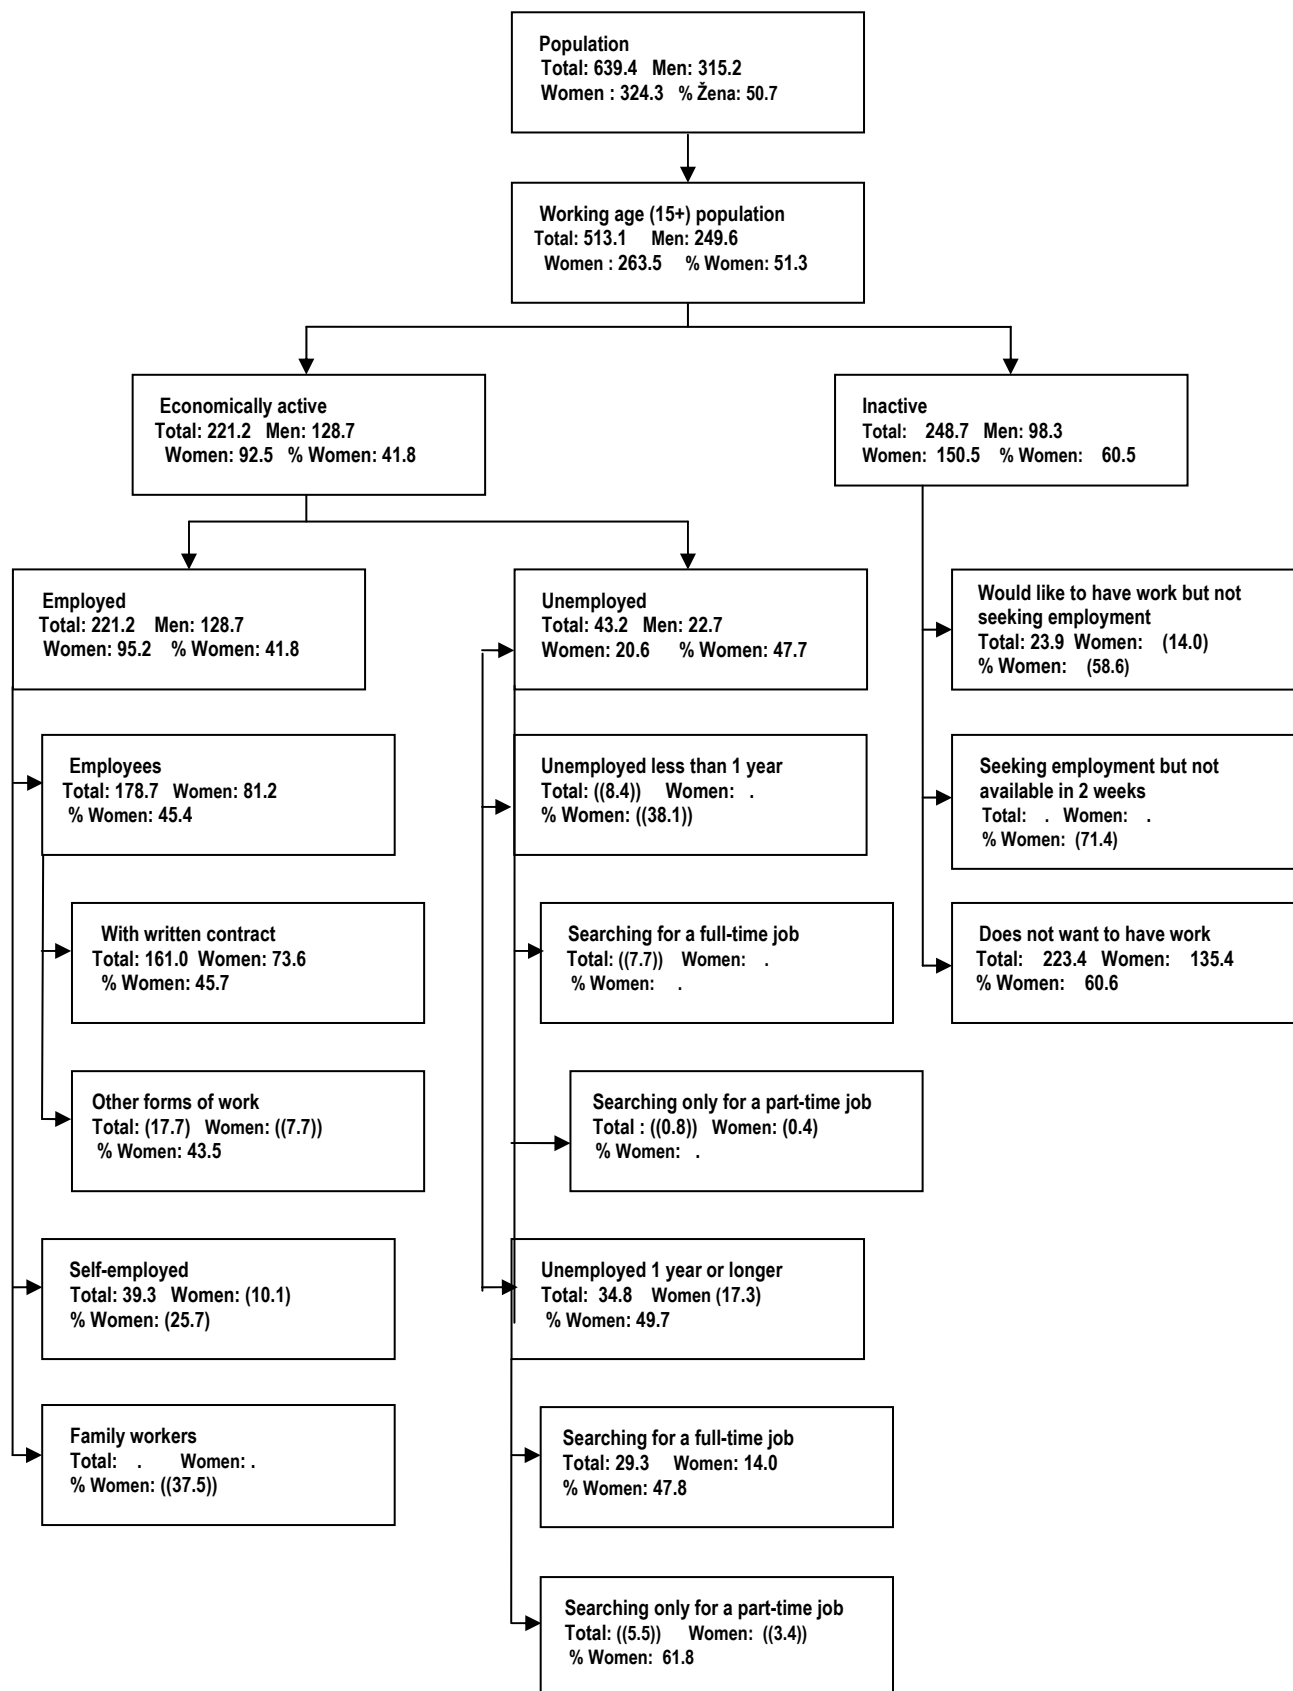 Population
Total: 639.4 Men: 315.2
Women : 324.3 % Žena: 50.7
Working age (15+) population
Total: 513.1 Men: 249.6
Women : 263.5 % Women: 51.3
Economically active
Total: 221.2 Men: 128.7
Women: 92.5 % Women: 41.8
Inactive
Total: 248.7 Men: 98.3
Women: 150.5 % Women: 60.5
Employed
Total: 221.2 Men: 128.7
Women: 95.2 % Women: 41.8
Employees
Total: 178.7 Women: 81.2
% Women: 45.4
With written contract
Total: 161.0 Women: 73.6
% Women: 45.7
Other forms of work
Total: (17.7) Women: ((7.7))
% Women: 43.5
Self-employed
Total: 39.3 Women: (10.1)
% Women: (25.7)
Family workers
Total: . Women: .
% Women: ((37.5))
Unemployed
Total: 43.2 Men: 22.7
Women: 20.6 % Women: 47.7
Unemployed less than 1 year
Total: ((8.4)) Women: .
% Women: ((38.1))
Searching for a full-time job
Total: ((7.7)) Women: .
% Women: .
Searching only for a part-time job
Total : ((0.8)) Women: (0.4)
% Women: .
Unemployed 1 year or longer
Total: 34.8 Women (17.3)
% Women: 49.7
Searching for a full-time job
Total: 29.3 Women: 14.0
% Women: 47.8
Searching only for a part-time job
Total: ((5.5)) Women: ((3.4))
% Women: 61.8
Would like to have work but not
seeking employment
Total: 23.9 Women: (14.0)
% Women: (58.6)
Seeking employment but not
available in 2 weeks
Total: . Women: .
% Women: (71.4)
Does not want to have work
Total: 223.4 Women: 135.4
% Women: 60.6